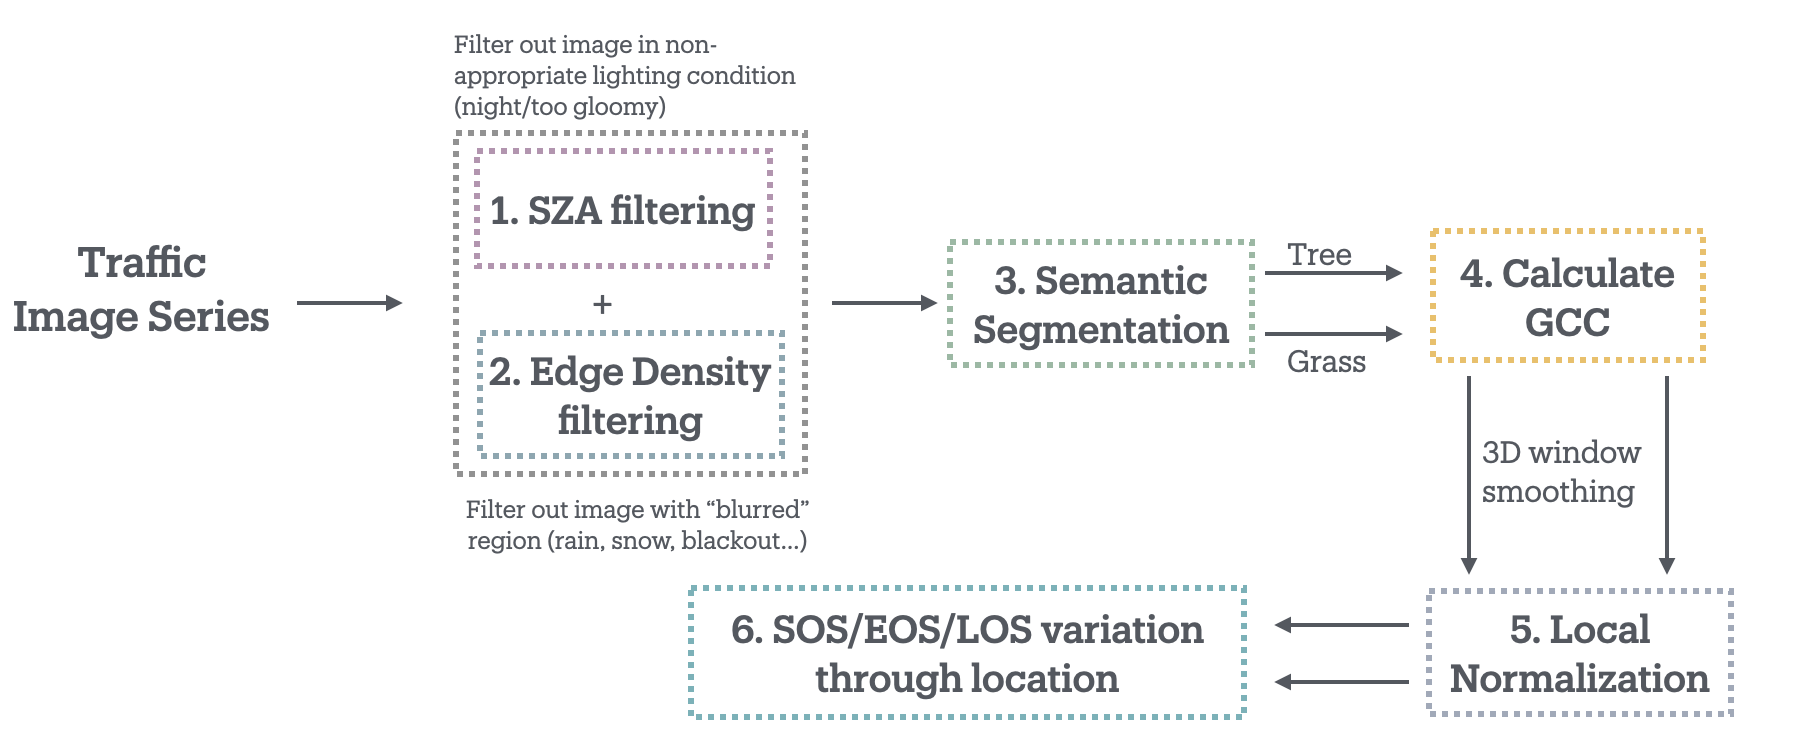 Traffic
Image Series
Filter out image in non-
appropriate lighting condition
(night/too gloomy)
1. SZA filtering
+
2. Edge Density
filtering
Filter out image with “blurred”
region (rain, snow, blackout...)
3. Semantic
Segmentation
Tree
Grass
4. Calculate
GCC
3D window
smoothing
5. Local
Normalization
6. SOS/EOS/LOS variation
through location